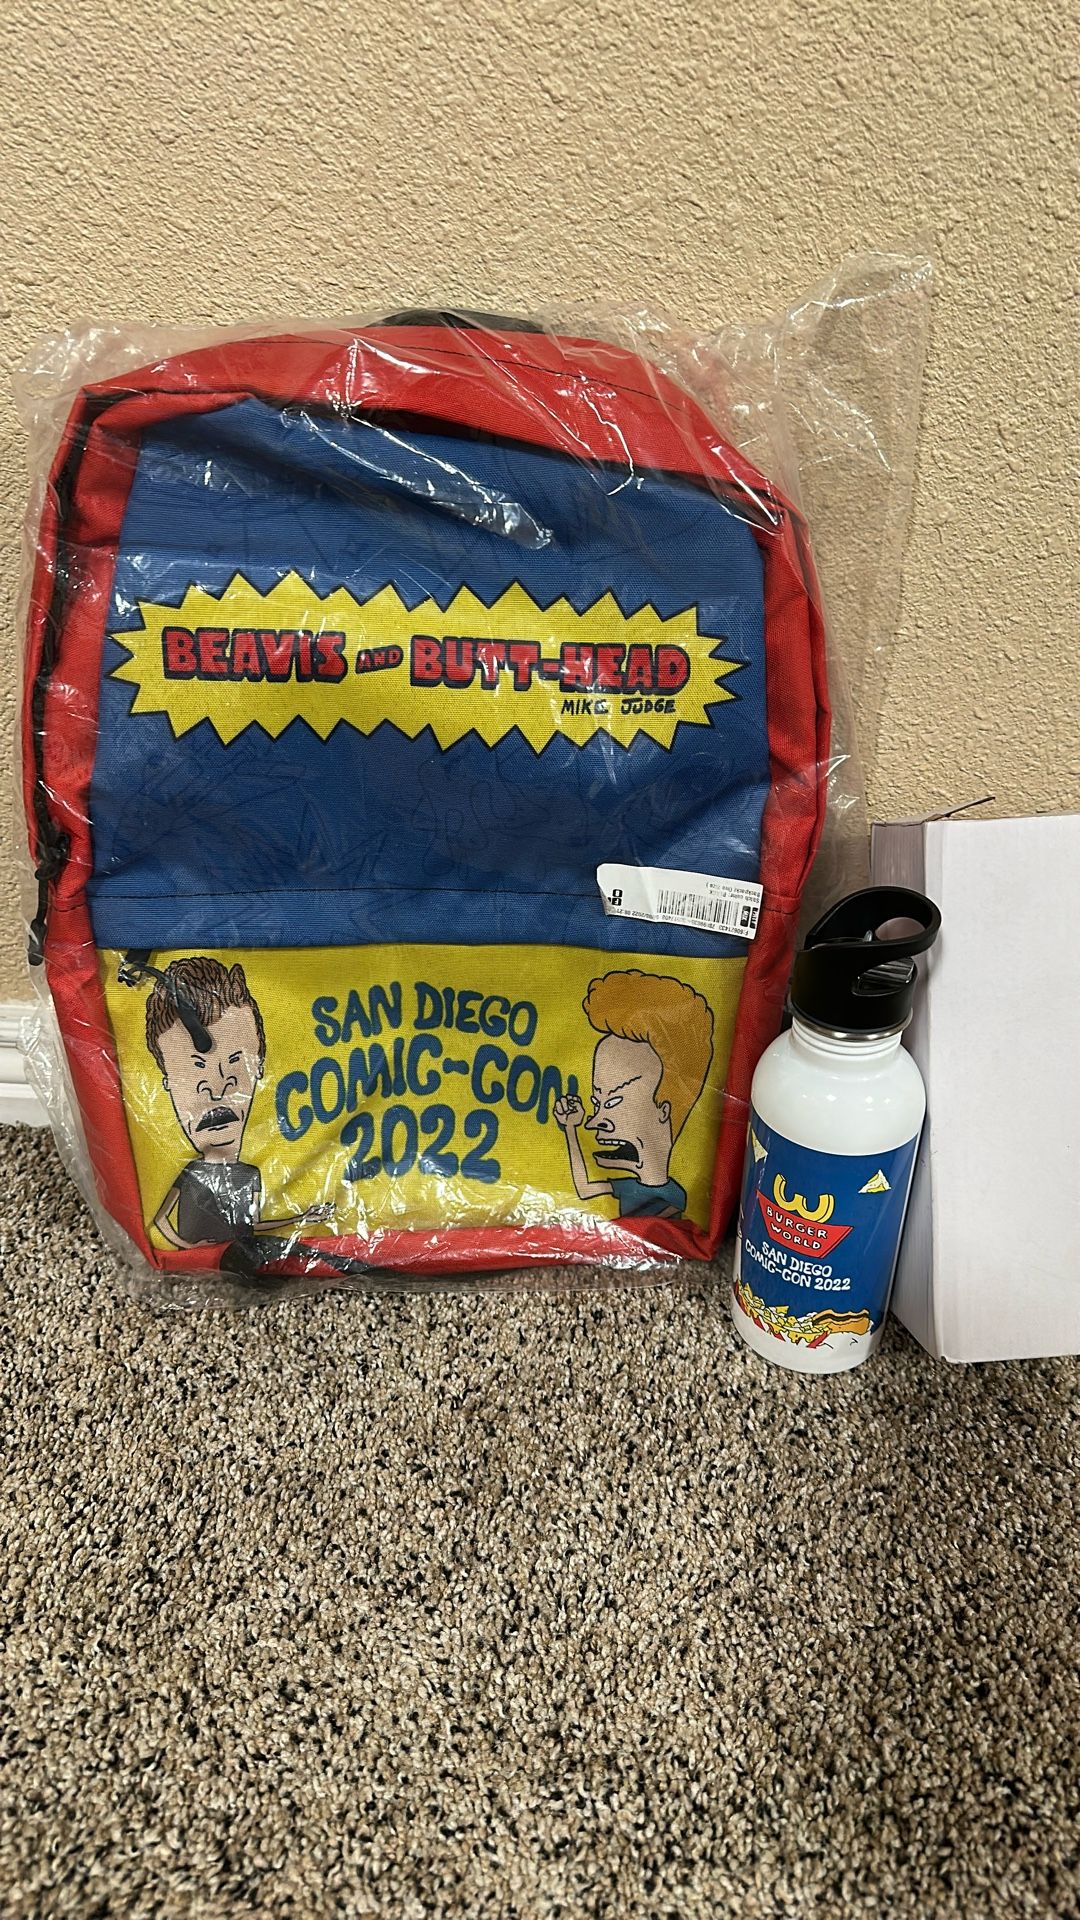 BEAVIS AND BUTT-HEAD
MIKE JUDGE
SAN DIEGO
COMIC-CON
2022
BURGER
WORLD
SAN DIEGO
COMIC-CON 2022